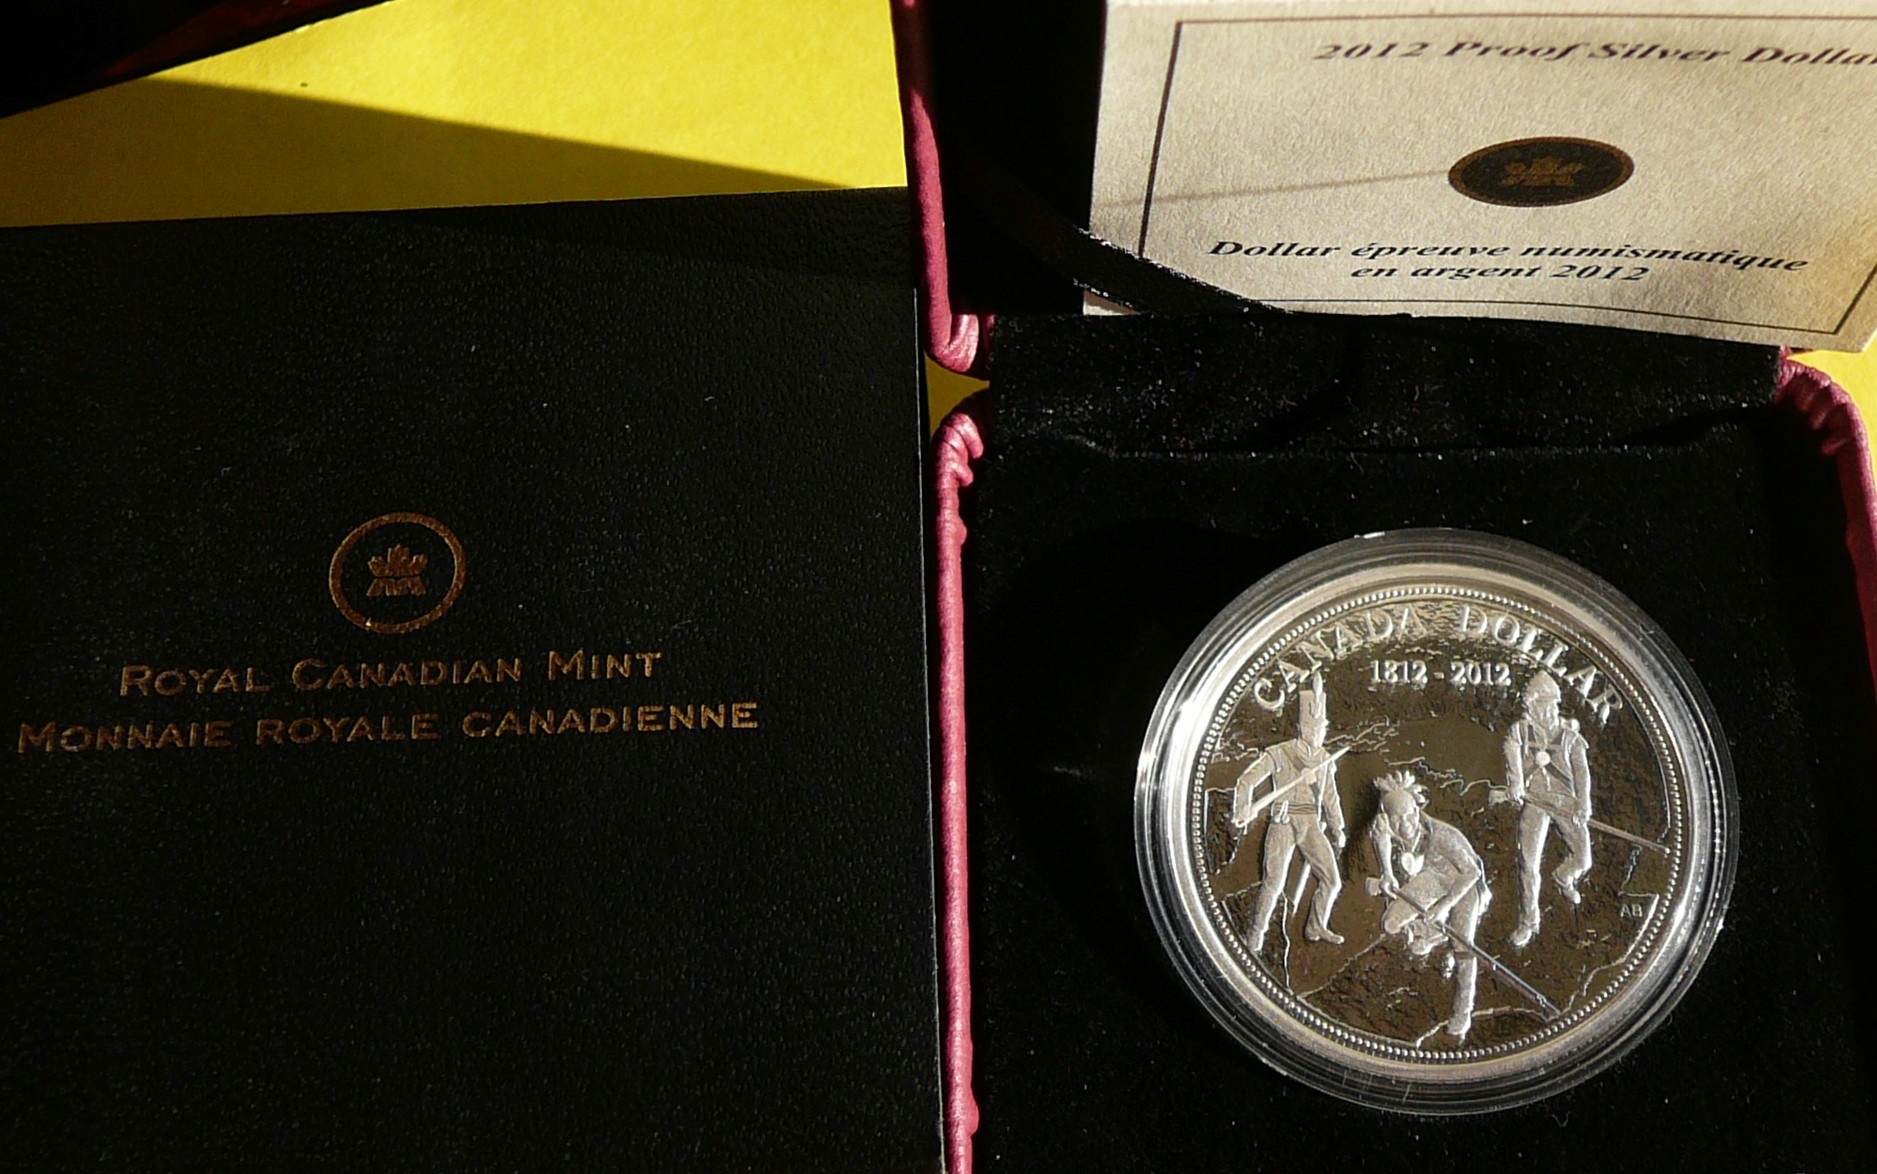 ROYAL CANADIAN MINT
MONNAIE ROYALE CANADIENNE
2012 Proof Silver Dollar
Dollar épreuve numismatique
en argent 2012
CANADA DOLLAR
1812 - 2012
AB